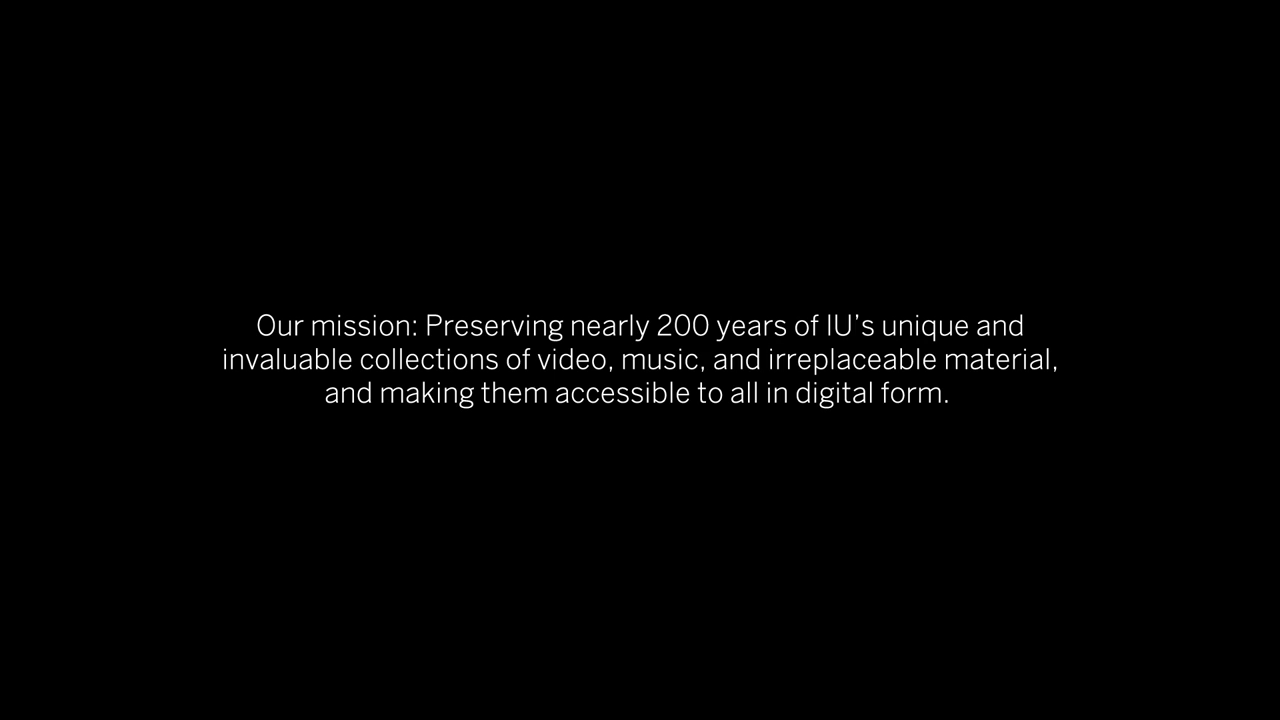 Our mission: Preserving nearly 200 years of IU’s unique and
invaluable collections of video, music, and irreplaceable material,
and making them accessible to all in digital form.